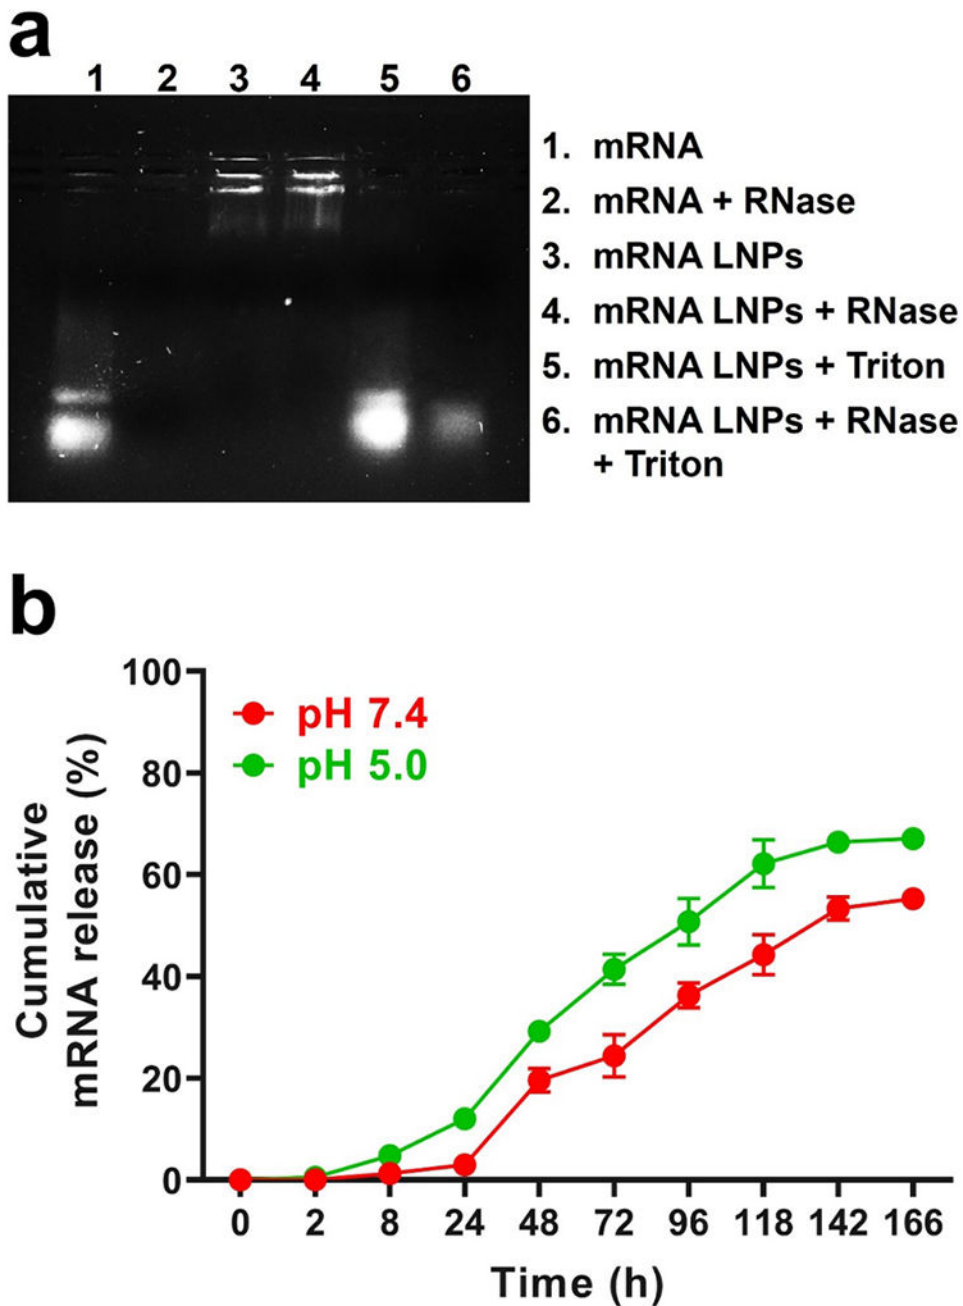 a
1 2 3 4 5 6
1. mRNA
2. mRNA + RNase
3. mRNA LNPs
4. mRNA LNPs + RNase
5. mRNA LNPs + Triton
6. mRNA LNPs + RNase
+ Triton
b
100
80
60
40
20
0
pH 7.4
pH 5.0
Cumulative
mRNA release (%)
0 2 8 24 48 72 96 118 142 166
Time (h)